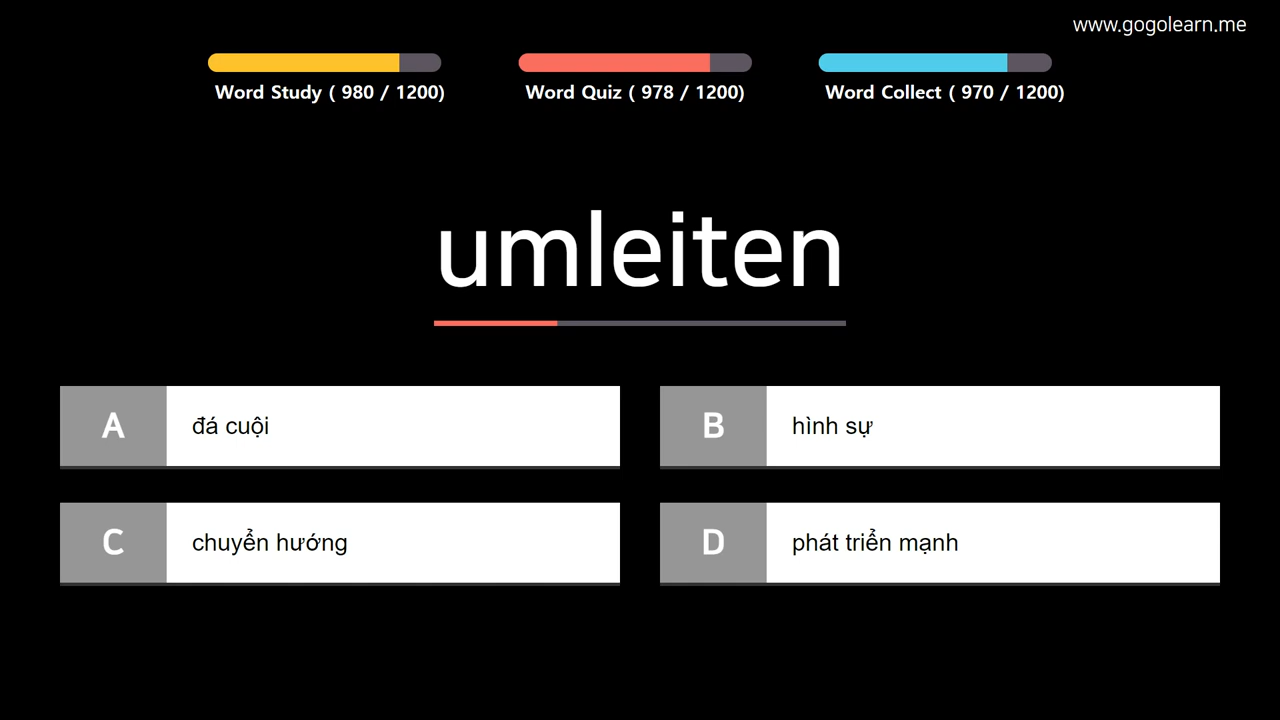 www.gogolearn.me
Word Study ( 980 / 1200)
Word Quiz ( 978 / 1200)
Word Collect ( 970 / 1200)
umleiten
A đá cuội
B hình sự
C chuyển hướng
D phát triển mạnh